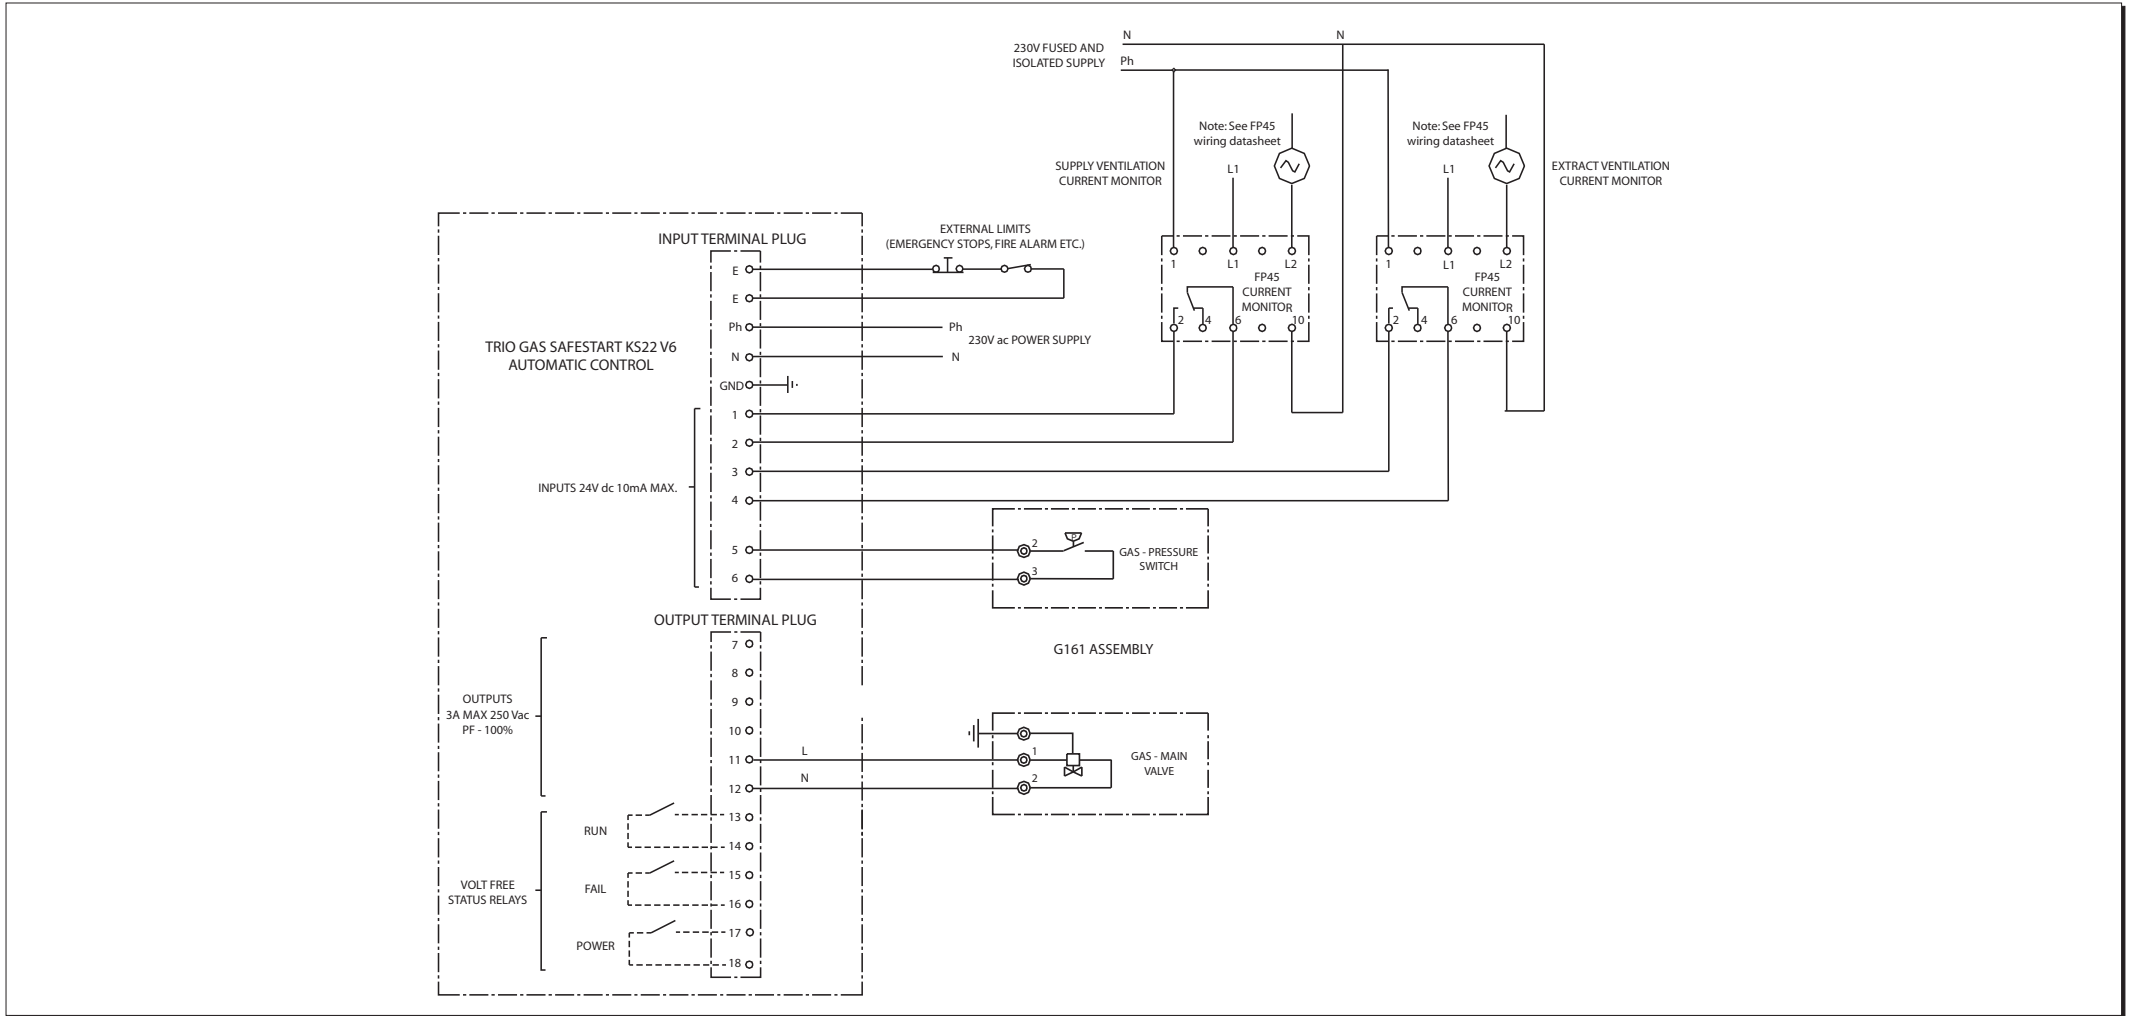 N
N
230V FUSED AND
ISOLATED SUPPLY
Ph
Note: See FP45
wiring datasheet
Note: See FP45
wiring datasheet
SUPPLY VENTILATION
CURRENT MONITOR
L1
L1
EXTRACT VENTILATION
CURRENT MONITOR
1
L1
L2
FP45
CURRENT
MONITOR
2
4
6
10
1
L1
L2
FP45
CURRENT
MONITOR
2
4
6
10
INPUT TERMINAL PLUG
EXTERNAL LIMITS
(EMERGENCY STOPS, FIRE ALARM ETC.)
E
E
Ph
Ph
230V ac POWER SUPPLY
N
N
GND
TRIO GAS SAFESTART KS22 V6
AUTOMATIC CONTROL
1
2
3
4
5
6
INPUTS 24V dc 10mA MAX.
2
P
3
GAS - PRESSURE
SWITCH
OUTPUT TERMINAL PLUG
G161 ASSEMBLY
7
8
9
10
11
L
12
N
OUTPUTS
3A MAX 250 Vac
PF - 100%
1
2
GAS - MAIN
VALVE
13
14
15
16
17
18
RUN
FAIL
POWER
VOLT FREE
STATUS RELAYS